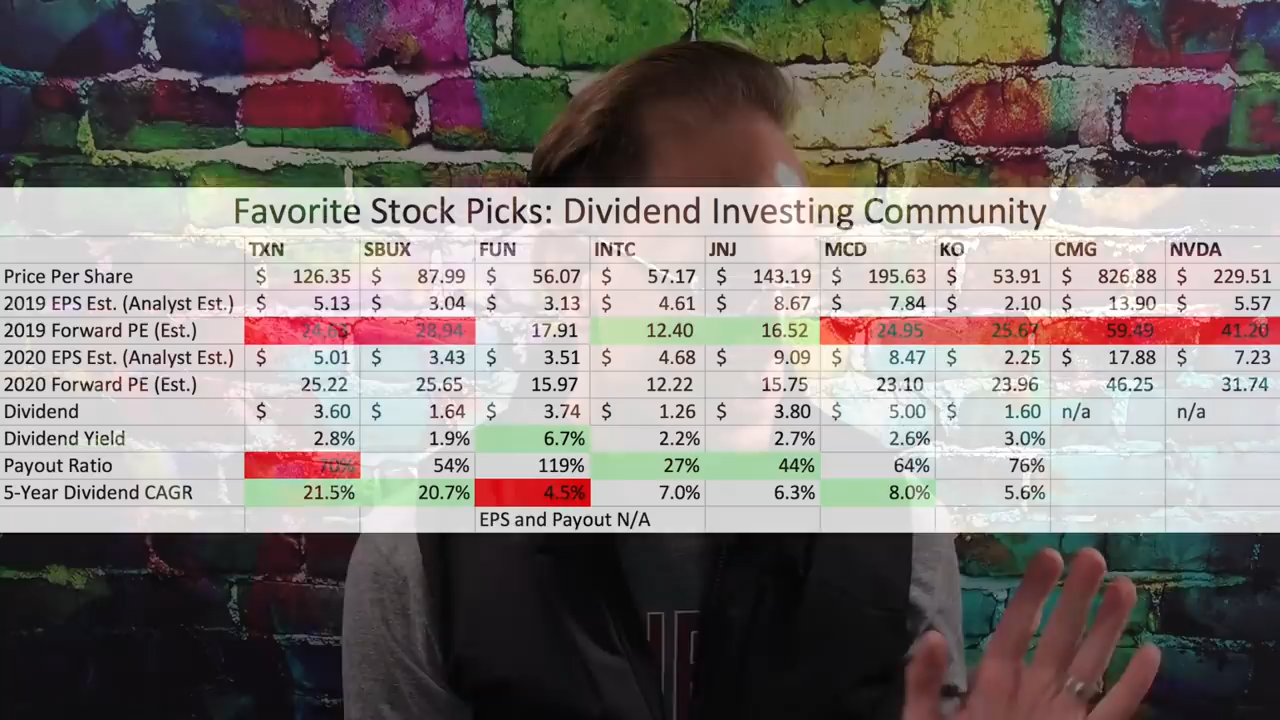 Favorite Stock Picks: Dividend Investing Community
TXN SBUX FUN INTC JNJ MCD KO CMG NVDA
Price Per Share $ 126.35 $ 87.99 $ 56.07 $ 57.17 $ 143.19 $ 195.63 $ 53.91 $ 826.88 $ 229.51
2019 EPS Est. (Analyst Est.) $ 5.13 $ 3.04 $ 3.13 $ 4.61 $ 8.67 $ 7.84 $ 2.10 $ 13.90 $ 5.57
2019 Forward PE (Est.) 24.63 28.94 17.91 12.40 16.52 24.95 25.67 59.49 41.20
2020 EPS Est. (Analyst Est.) $ 5.01 $ 3.43 $ 3.51 $ 4.68 $ 9.09 $ 8.47 $ 2.25 $ 17.88 $ 7.23
2020 Forward PE (Est.) 25.22 25.65 15.97 12.22 15.75 23.10 23.96 46.25 31.74
Dividend $ 3.60 $ 1.64 $ 3.74 $ 1.26 $ 3.80 $ 5.00 $ 1.60 n/a n/a
Dividend Yield 2.8% 1.9% 6.7% 2.2% 2.7% 2.6% 3.0%
Payout Ratio 70% 54% 119% 27% 44% 64% 76%
5-Year Dividend CAGR 21.5% 20.7% 4.5% 7.0% 6.3% 8.0% 5.6%
EPS and Payout N/A